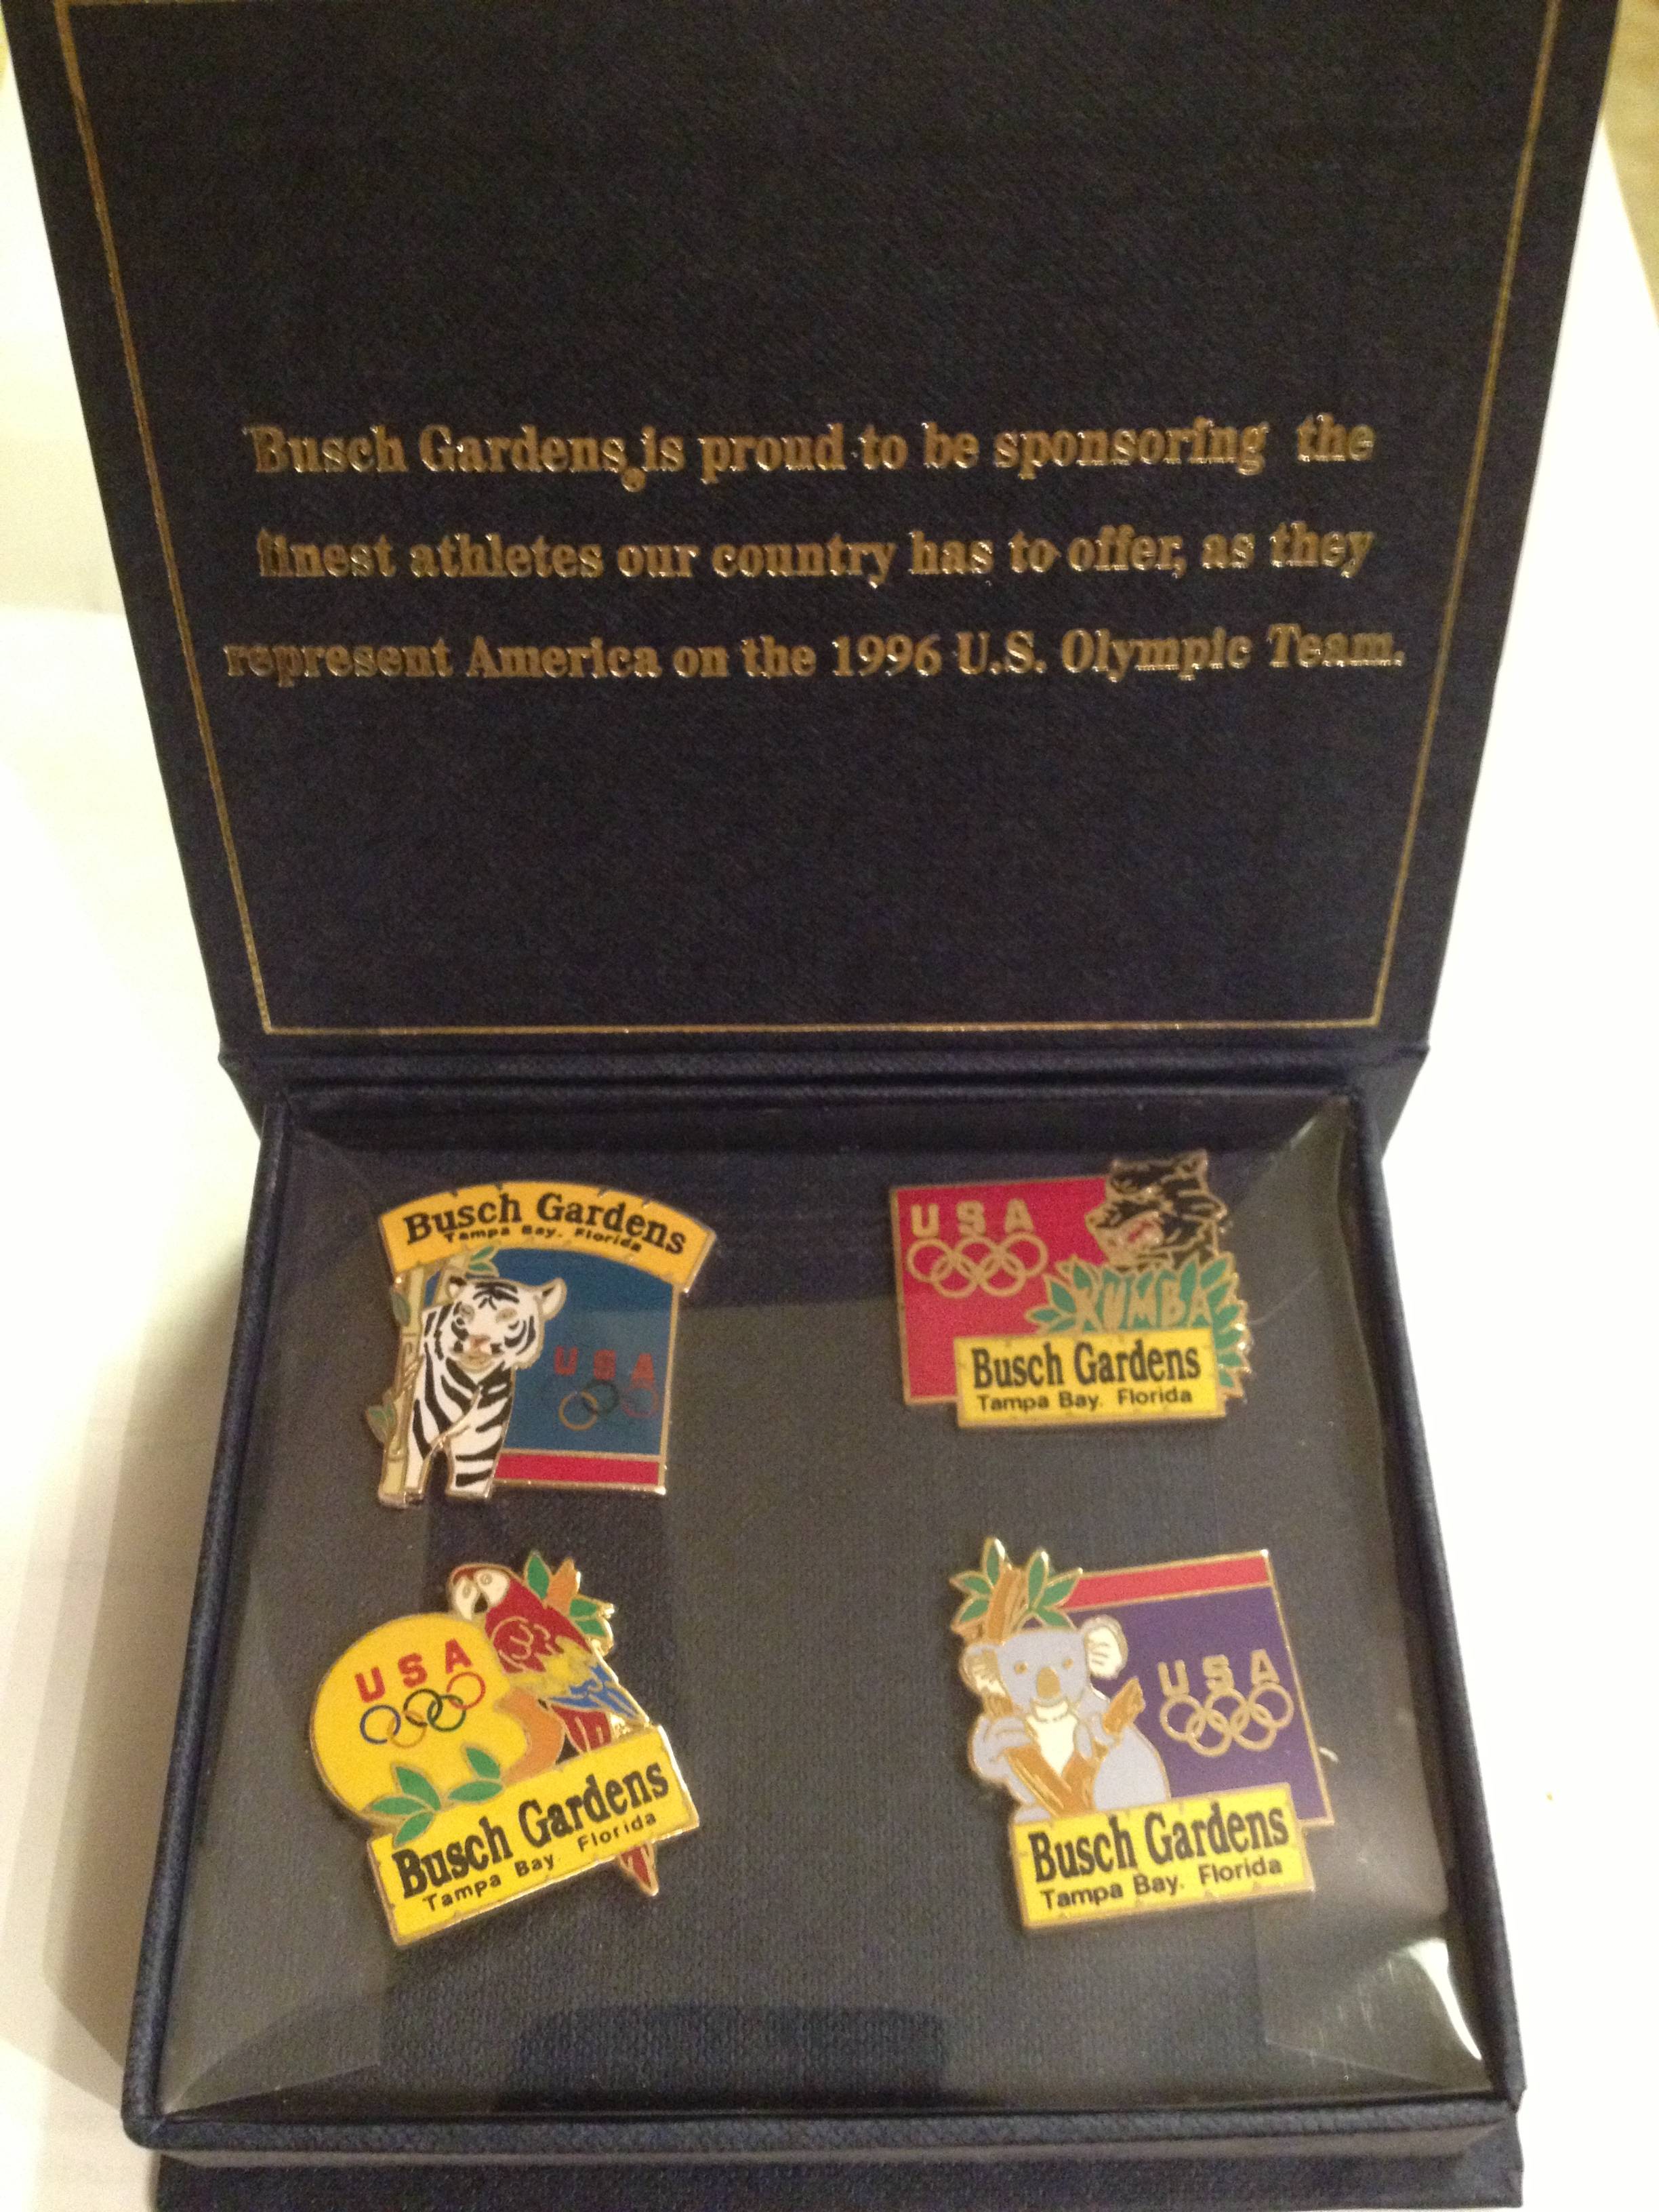 Busch Gardens® is proud to be sponsoring the
finest athletes our country has to offer, as they
represent America on the 1996 U.S. Olympic Team.
Busch Gardens
Tampa Bay, Florida
USA
USA
KUMBA
Busch Gardens
Tampa Bay, Florida
USA
Busch Gardens
Tampa Bay, Florida
USA
Busch Gardens
Tampa Bay, Florida